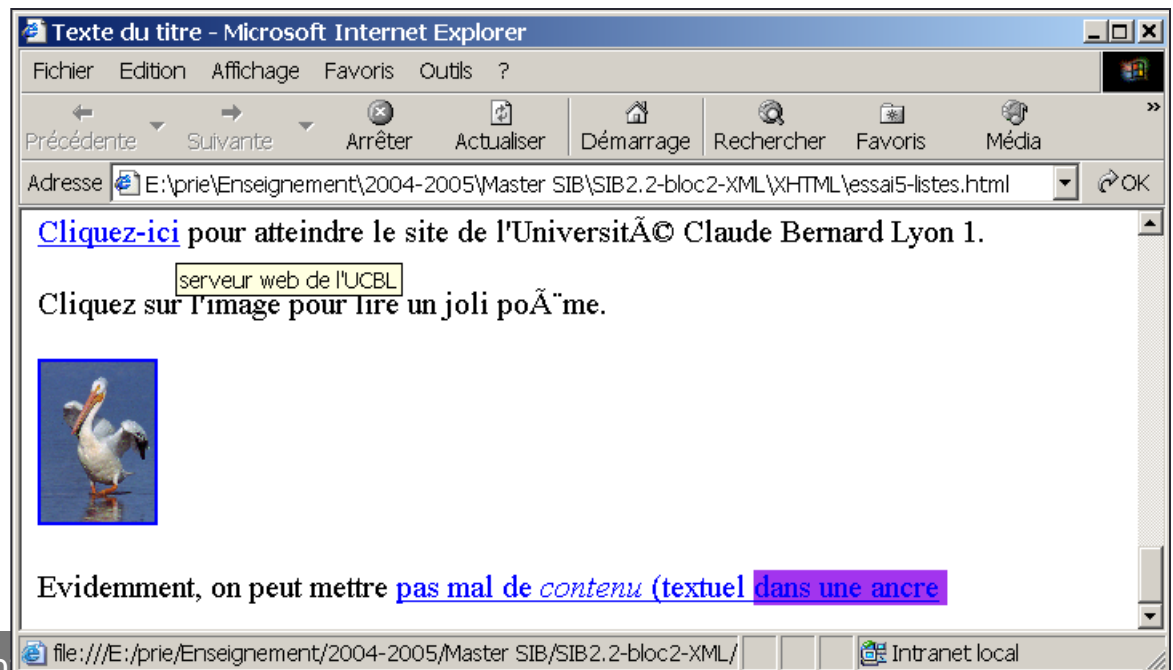 Texte du titre - Microsoft Internet Explorer
Fichier Edition Affichage Favoris Outils ?
Précédente Suivante Arrêter Actualiser Démarrage Rechercher Favoris Média »
Adresse E:\prie\Enseignement\2004-2005\Master SIB\SIB2.2-bloc2-XML\XHTML\essai5-listes.html OK
Cliquez-ici pour atteindre le site de l'UniversitÃ© Claude Bernard Lyon 1.
serveur web de l'UCBL
Cliquez sur l'image pour lire un joli poÃ¨me.
Evidemment, on peut mettre pas mal de contenu (textuel dans une ancre
file:///E:/prie/Enseignement/2004-2005/Master SIB/SIB2.2-bloc2-XML/ Intranet local